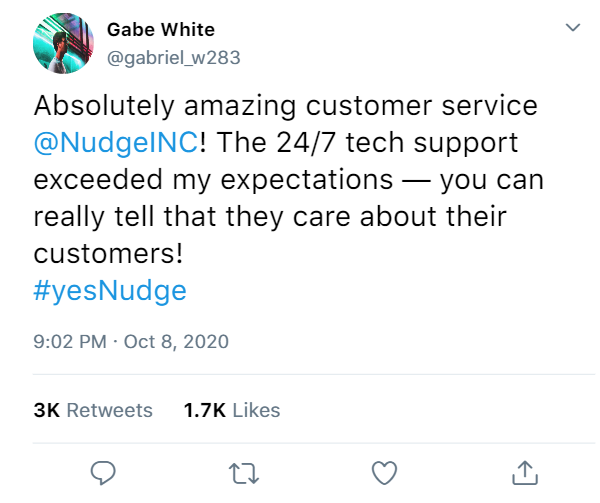 Gabe White
@gabriel_w283
Absolutely amazing customer service
@NudgeINC! The 24/7 tech support
exceeded my expectations — you can
really tell that they care about their
customers!
#yesNudge
9:02 PM · Oct 8, 2020
3K Retweets 1.7K Likes